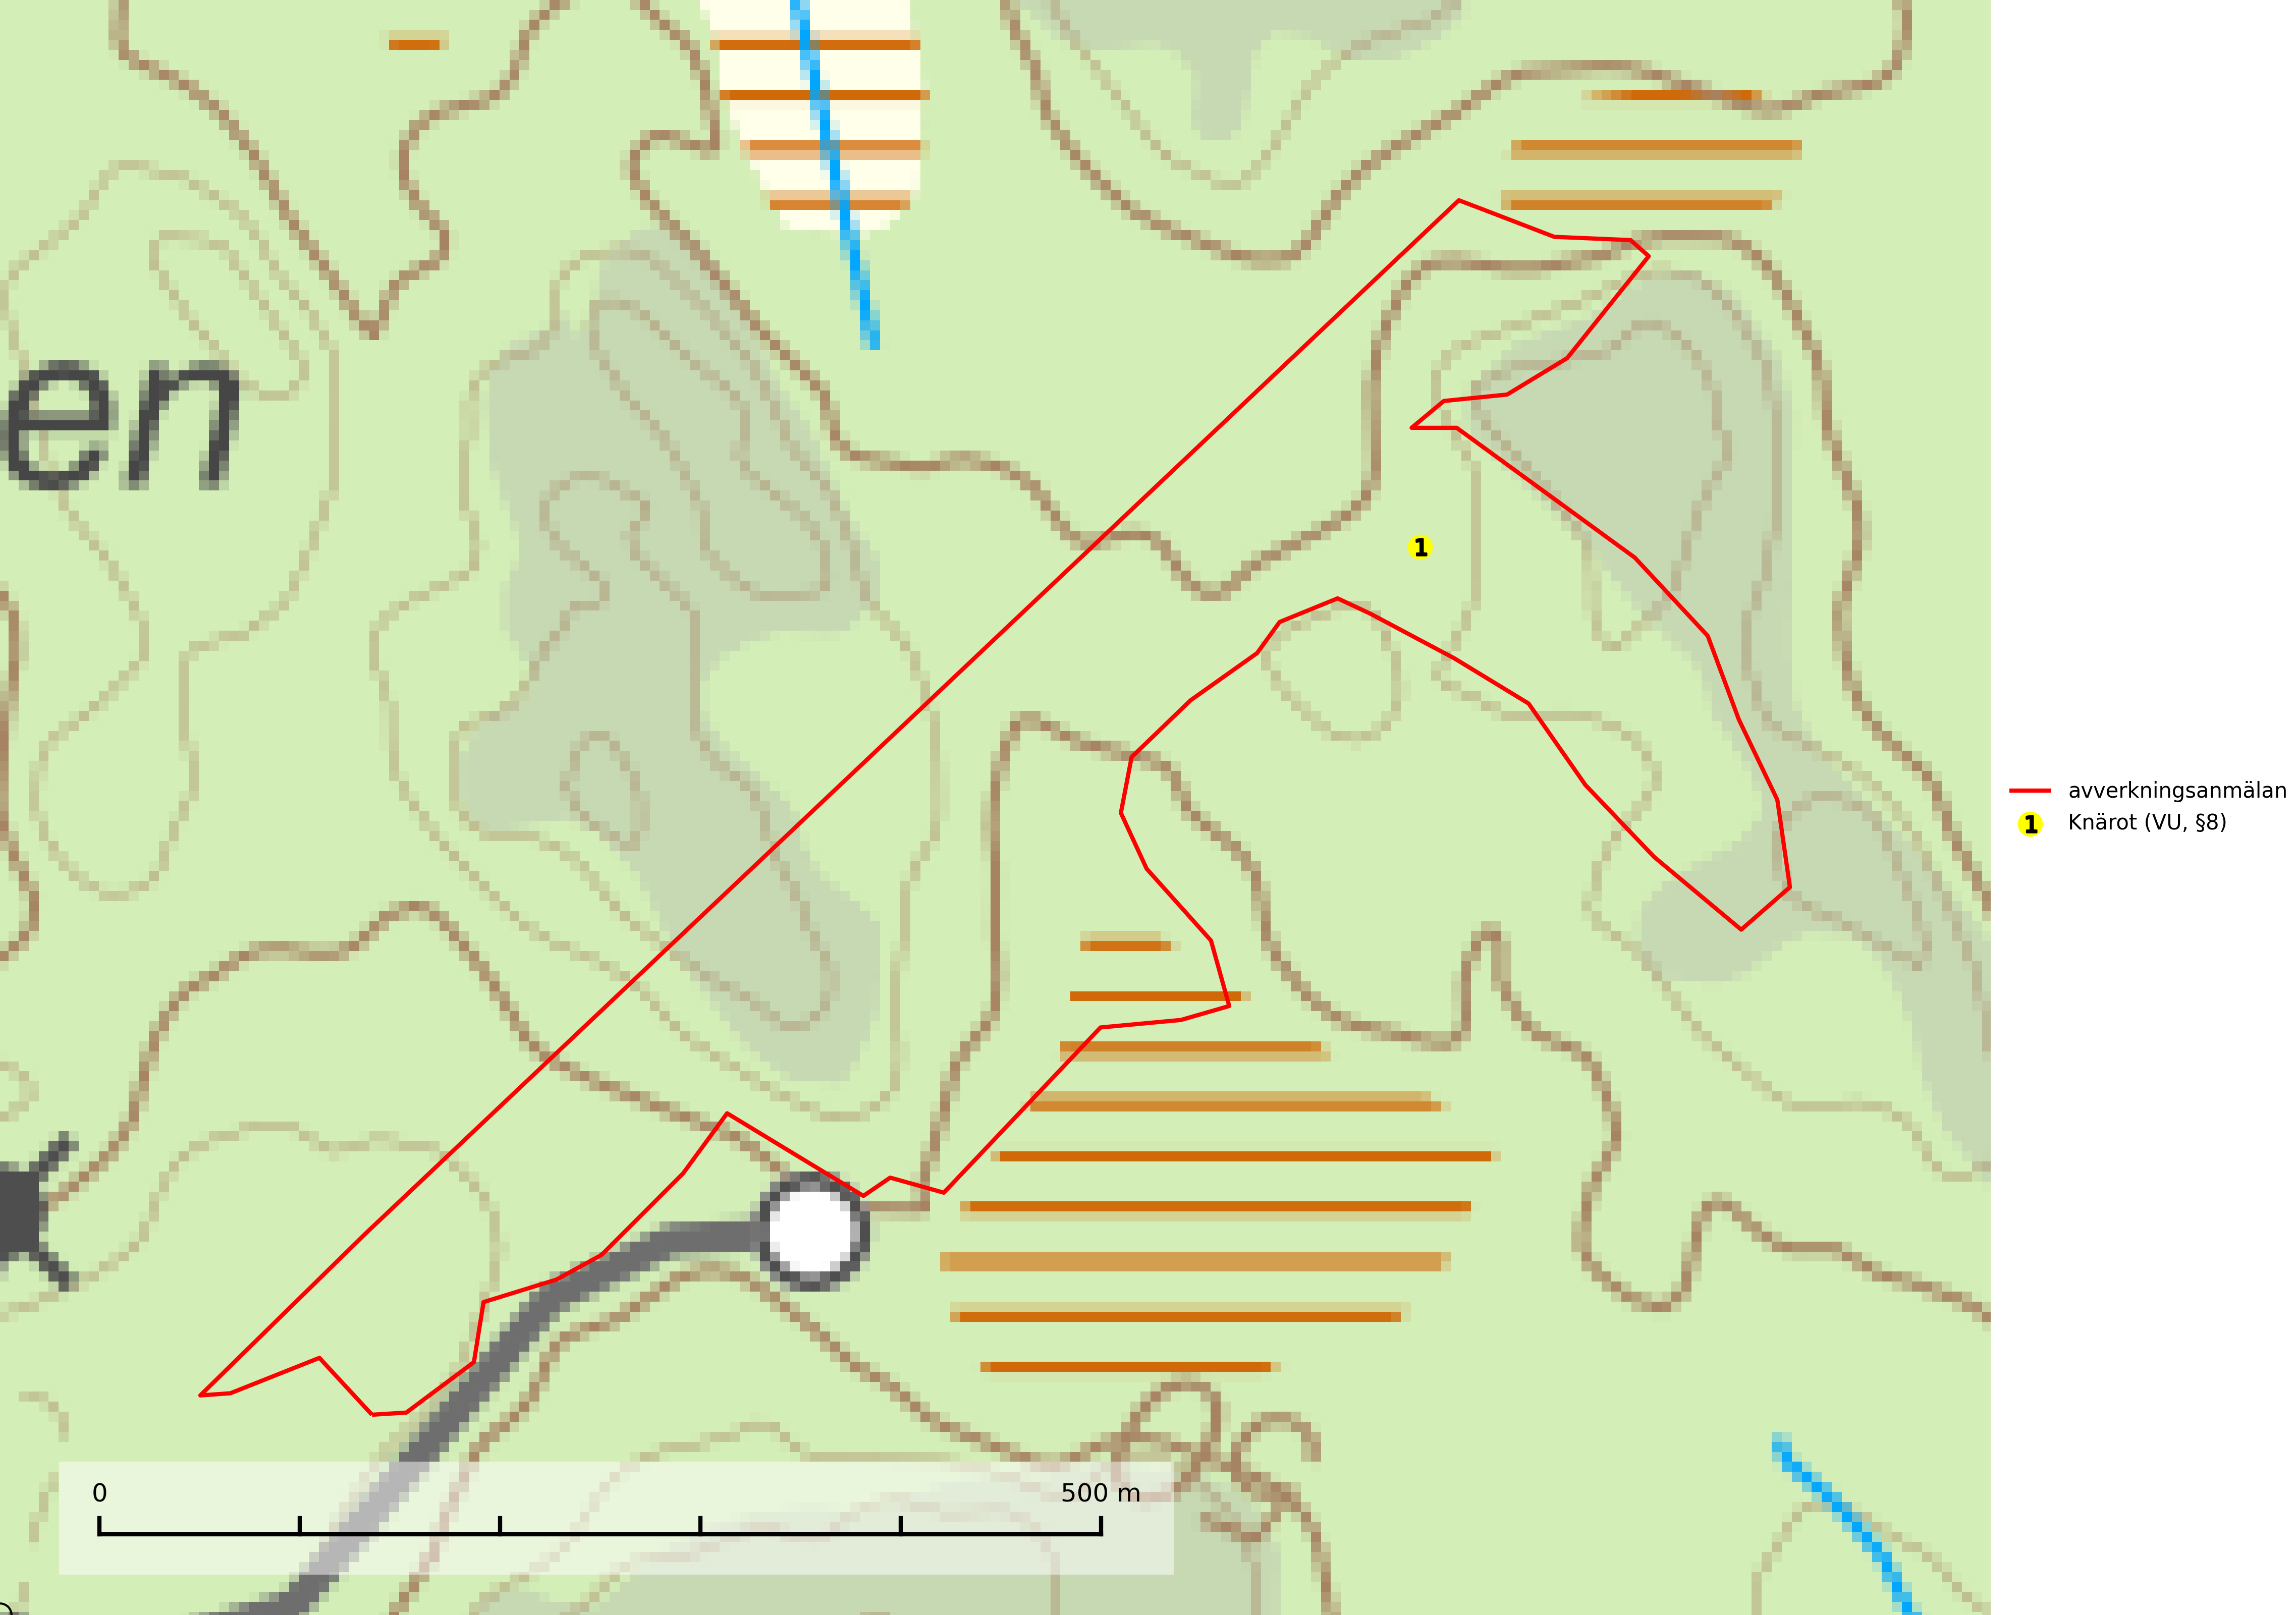 en
1
avverkningsanmälan
1 Knärot (VU, §8)
0 500 m